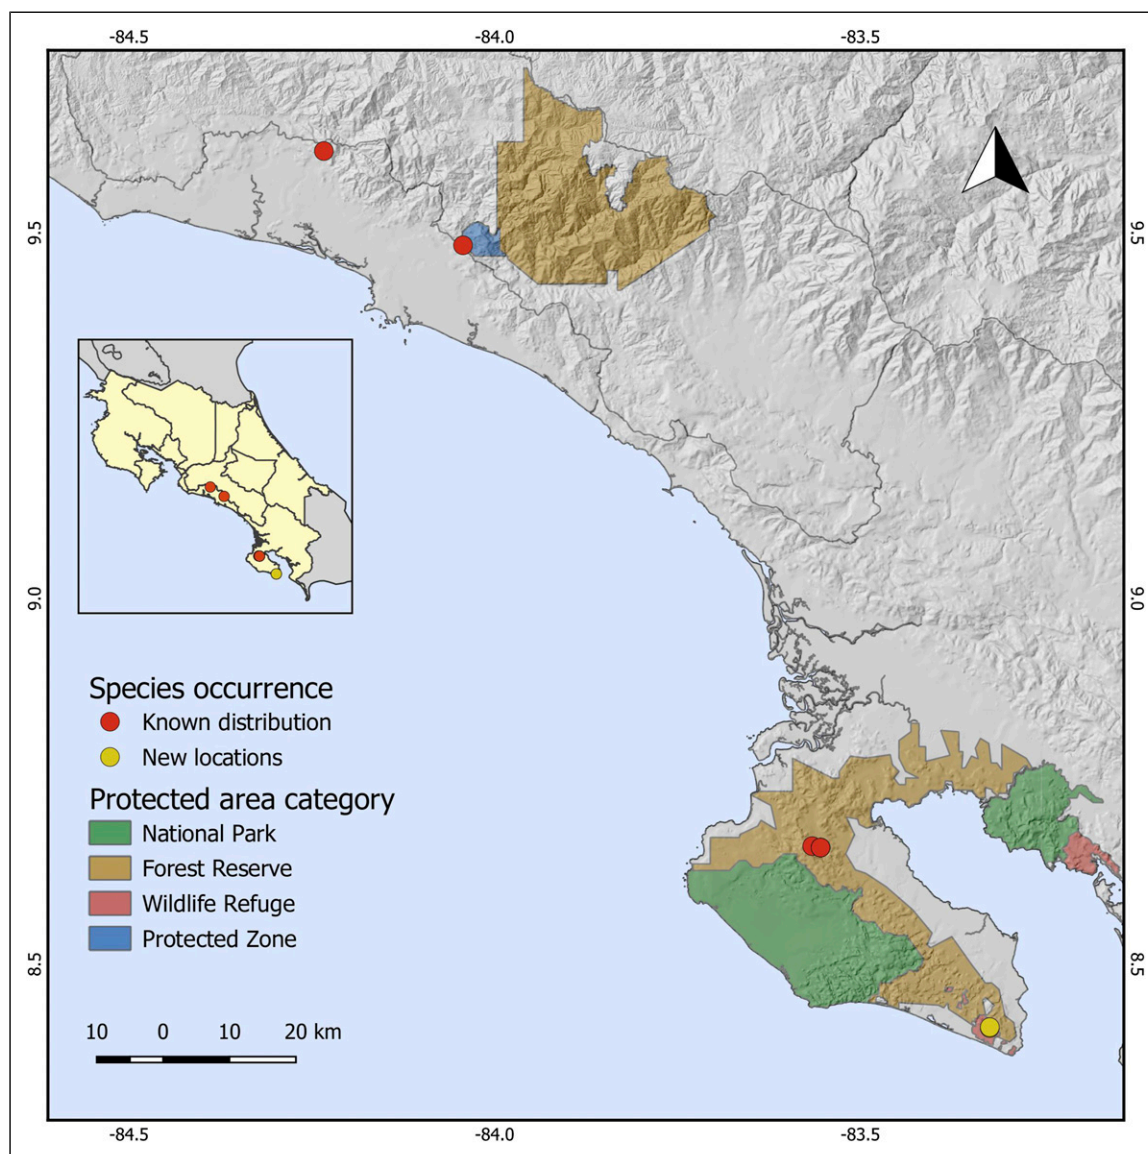 -84.5 -84.0 -83.5
9.5 9.5
9.0 9.0
Species occurrence
Known distribution
New locations
Protected area category
National Park
Forest Reserve
Wildlife Refuge
Protected Zone
8.5 8.5
10 0 10 20 km
-84.5 -84.0 -83.5